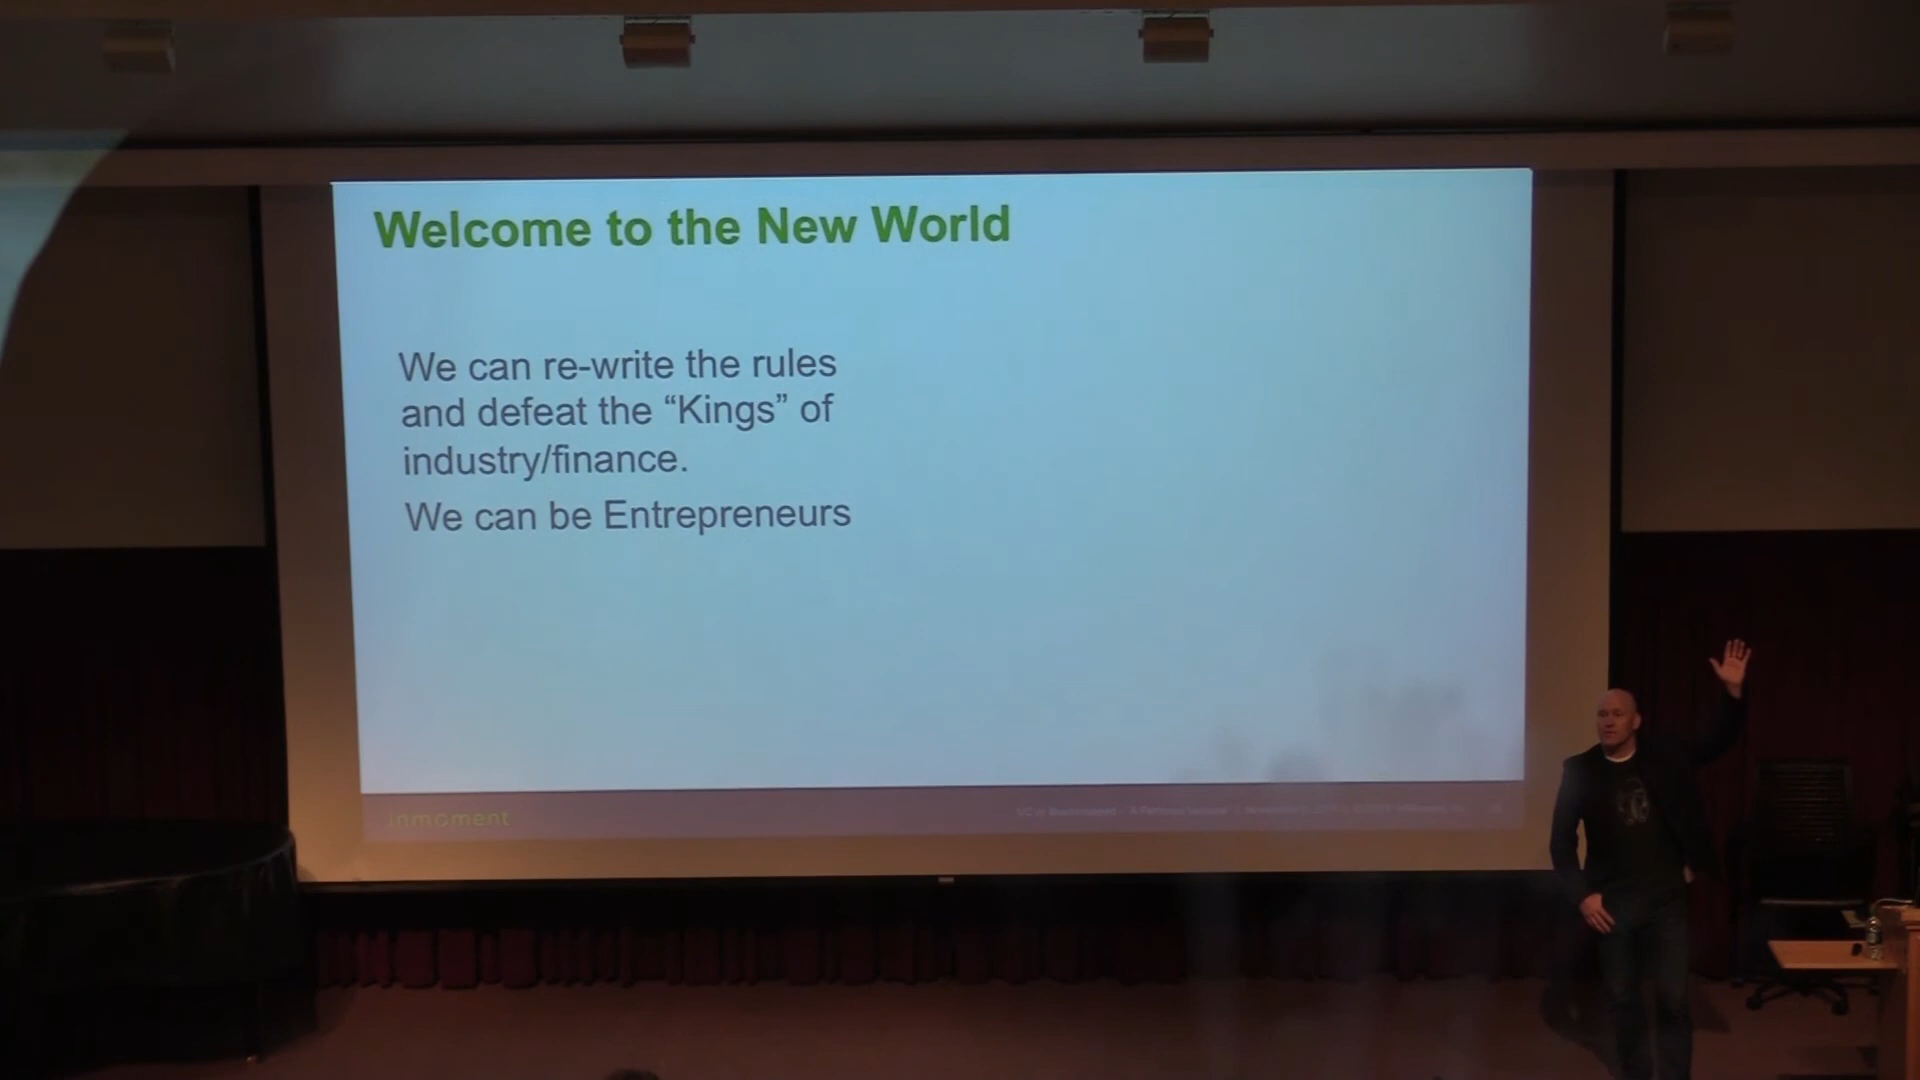 Welcome to the New World
We can re-write the rules
and defeat the “Kings” of
industry/finance.
We can be Entrepreneurs
inmoment